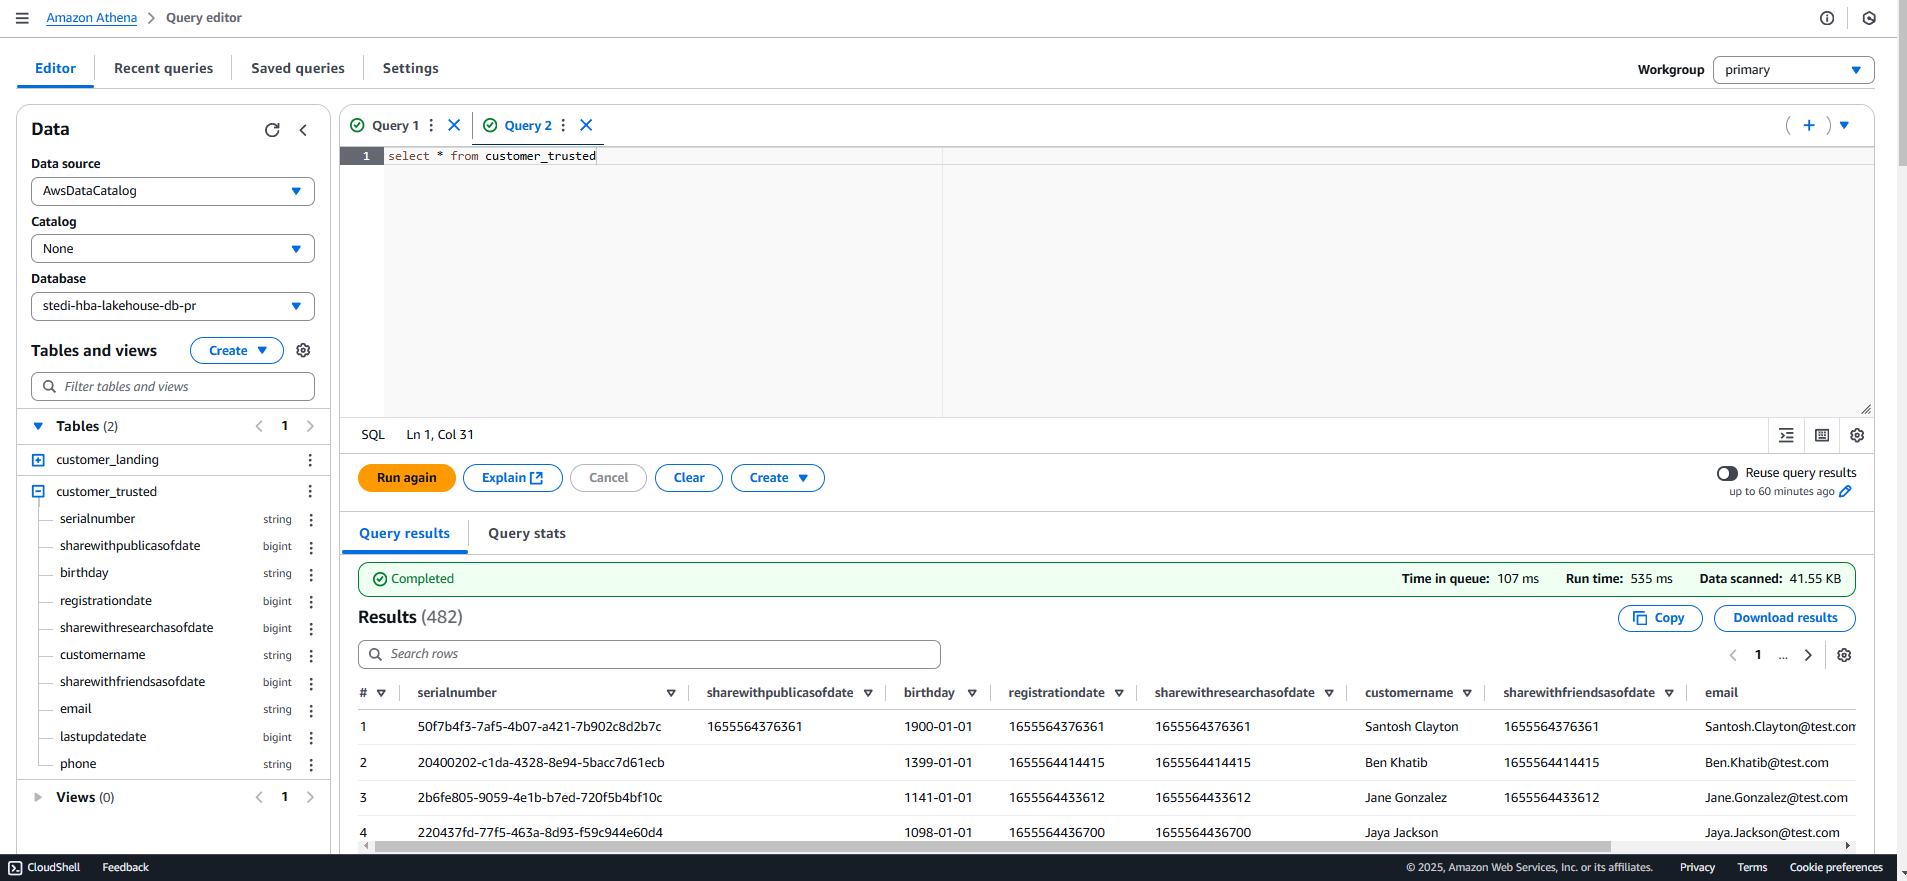 Amazon Athena > Query editor
Editor Recent queries Saved queries Settings
Workgroup primary
Data
Data source
AwsDataCatalog
Catalog
None
Database
stedi-hba-lakehouse-db-pr
Tables and views Create
Filter tables and views
Tables (2) < 1 >
customer_landing
customer_trusted
serialnumber string
sharewithpublicasofdate bigint
birthday string
registrationdate bigint
sharewithresearchasofdate bigint
customername string
sharewithfriendsasofdate bigint
email string
lastupdatedate bigint
phone string
Views (0) < 1 >
Query 1 Query 2
1 select * from customer_trusted
SQL Ln 1, Col 31
Run again Explain Cancel Clear Create
Reuse query results
up to 60 minutes ago
Query results Query stats
Completed Time in queue: 107 ms Run time: 535 ms Data scanned: 41.55 KB
Results (482) Copy Download results
Search rows < 1 ... >
# serialnumber sharewithpublicasofdate birthday registrationdate sharewithresearchasofdate customername sharewithfriendsasofdate email
1 50f7b4f3-7af5-4b07-a421-7b902c8d2b7c 1655564376361 1900-01-01 1655564376361 1655564376361 Santosh Clayton 1655564376361 Santosh.Clayton@test.com
2 20400202-c1da-4328-8e94-5bacc7d61ecb 1399-01-01 1655564414415 1655564414415 Ben Khatib 1655564414415 Ben.Khatib@test.com
3 2b6fe805-9059-4e1b-b7ed-720f5b4bf10c 1141-01-01 1655564433612 1655564433612 Jane Gonzalez 1655564433612 Jane.Gonzalez@test.com
4 220437fd-77f5-463a-8d93-f59c944e60d4 1098-01-01 1655564436700 1655564436700 Jaya Jackson Jaya.Jackson@test.com
CloudShell Feedback © 2025, Amazon Web Services, Inc. or its affiliates. Privacy Terms Cookie preferences